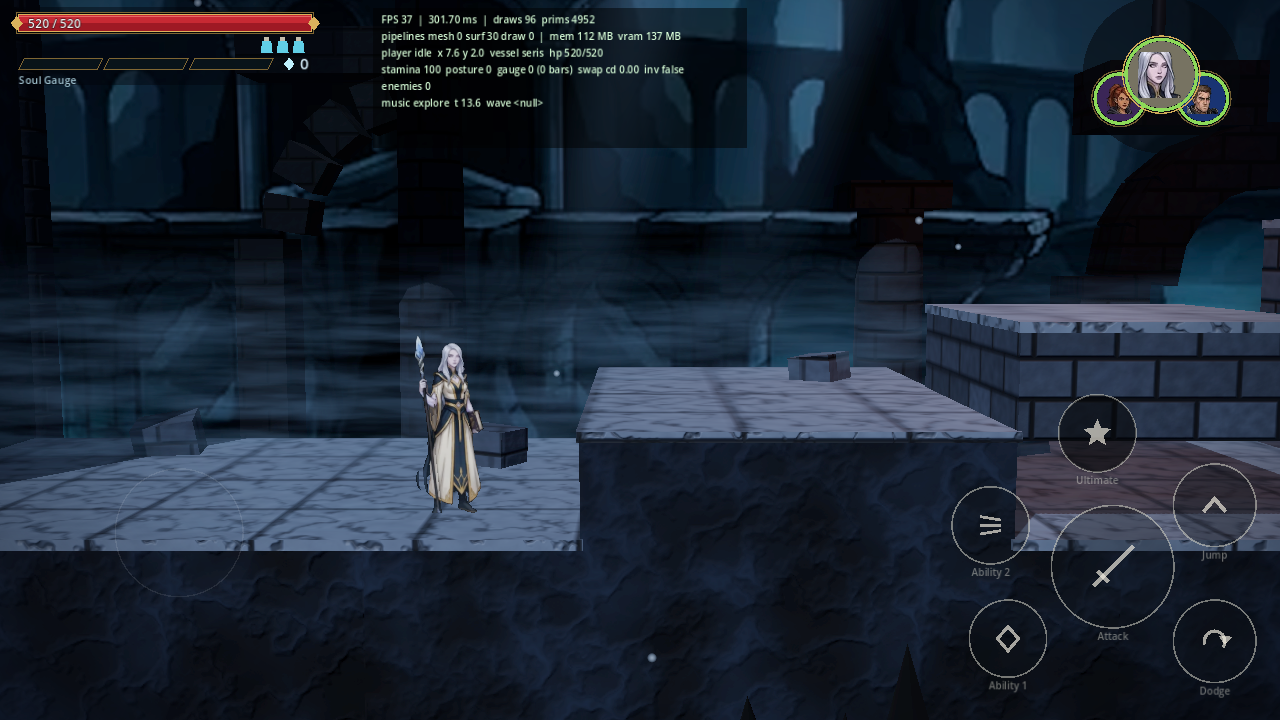 520 / 520
0
Soul Gauge
FPS 37 | 301.70 ms | draws 96 prims 4952
pipelines mesh 0 surf 30 draw 0 | mem 112 MB vram 137 MB
player idle x 7.6 y 2.0 vessel seris hp 520/520
stamina 100 posture 0 gauge 0 (0 bars) swap cd 0.00 inv false
enemies 0
music explore t 13.6 wave <null>
Ultimate
Jump
Ability 2
Attack
Ability 1
Dodge